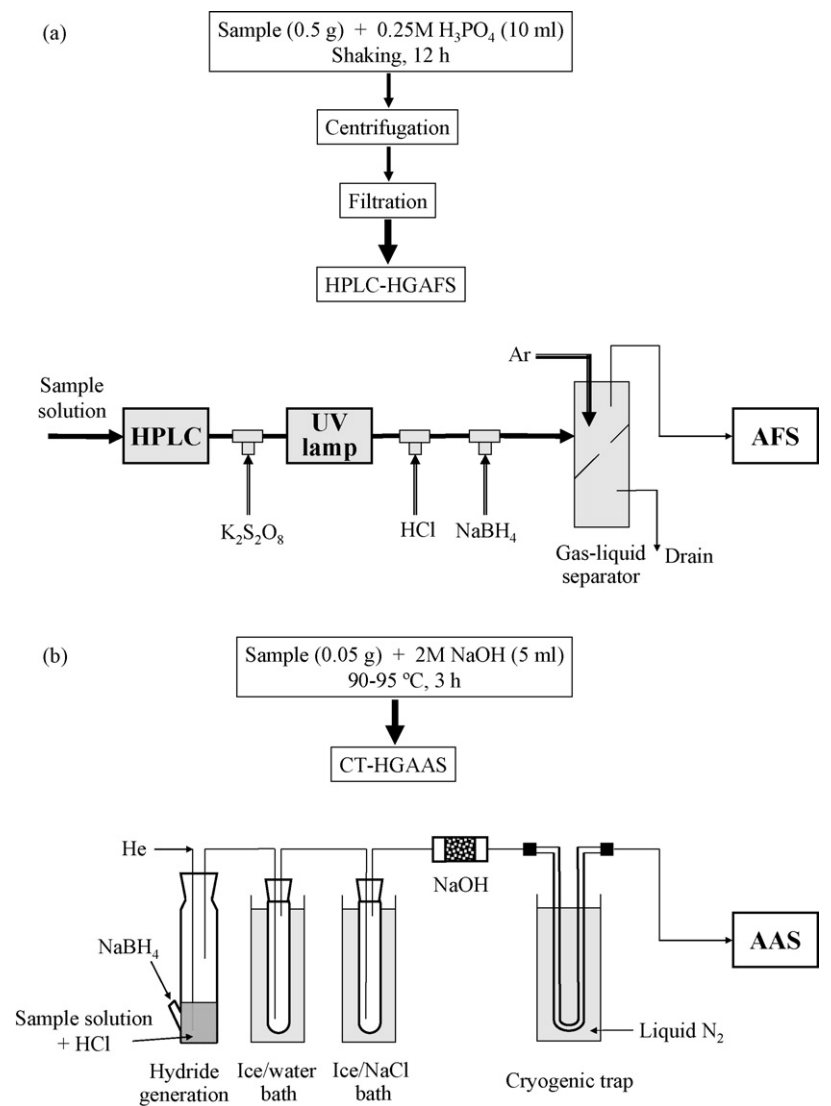 (a)
Sample (0.5 g) + 0.25M H₃PO₄ (10 ml)
Shaking, 12 h
Centrifugation
Filtration
HPLC-HGAFS
Sample
solution
HPLC
K₂S₂O₈
UV
lamp
HCl
NaBH₄
Ar
Gas-liquid
separator
Drain
AFS
(b)
Sample (0.05 g) + 2M NaOH (5 ml)
90-95 ºC, 3 h
CT-HGAAS
He
NaBH₄
Sample solution
+ HCl
Hydride
generation
Ice/water
bath
Ice/NaCl
bath
NaOH
Cryogenic trap
Liquid N₂
AAS